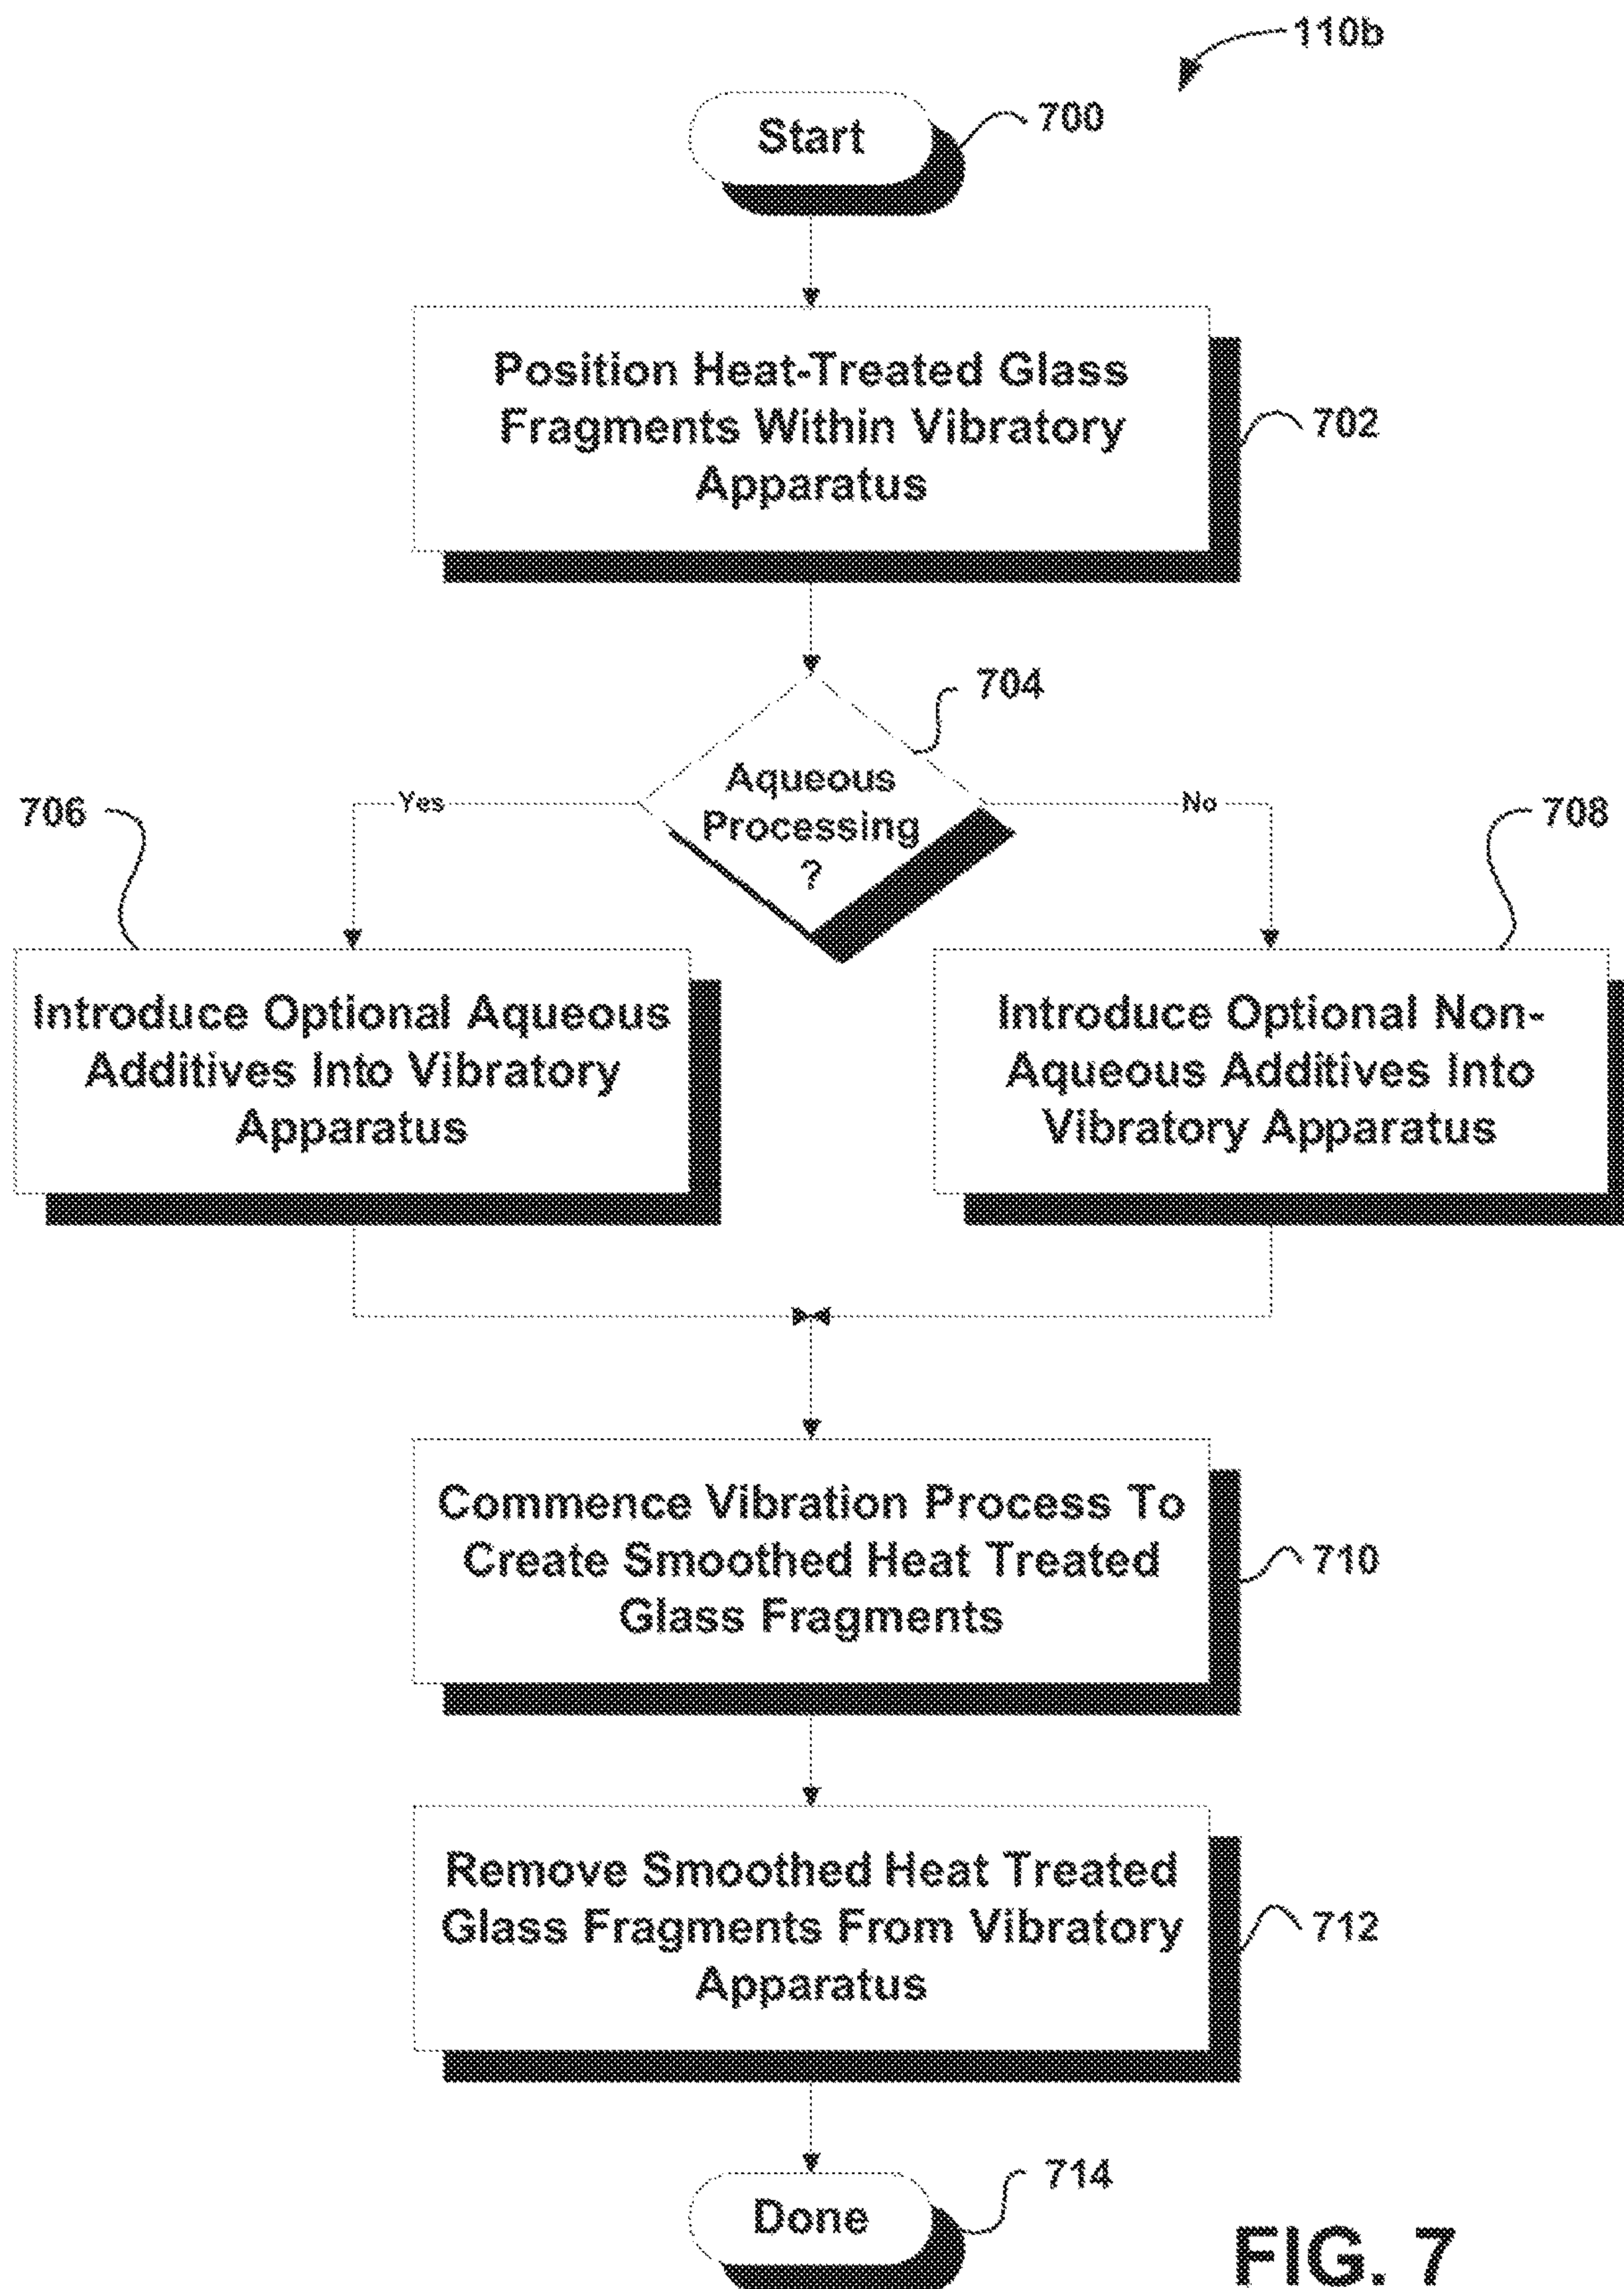 110b
Start
700
Position Heat-Treated Glass
Fragments Within Vibratory
Apparatus
702
704
Aqueous
Processing
?
Yes
No
706
708
Introduce Optional Aqueous
Additives Into Vibratory
Apparatus
Introduce Optional Non-
Aqueous Additives Into
Vibratory Apparatus
Commence Vibration Process To
Create Smoothed Heat Treated
Glass Fragments
710
Remove Smoothed Heat Treated
Glass Fragments From Vibratory
Apparatus
712
Done
714
FIG. 7